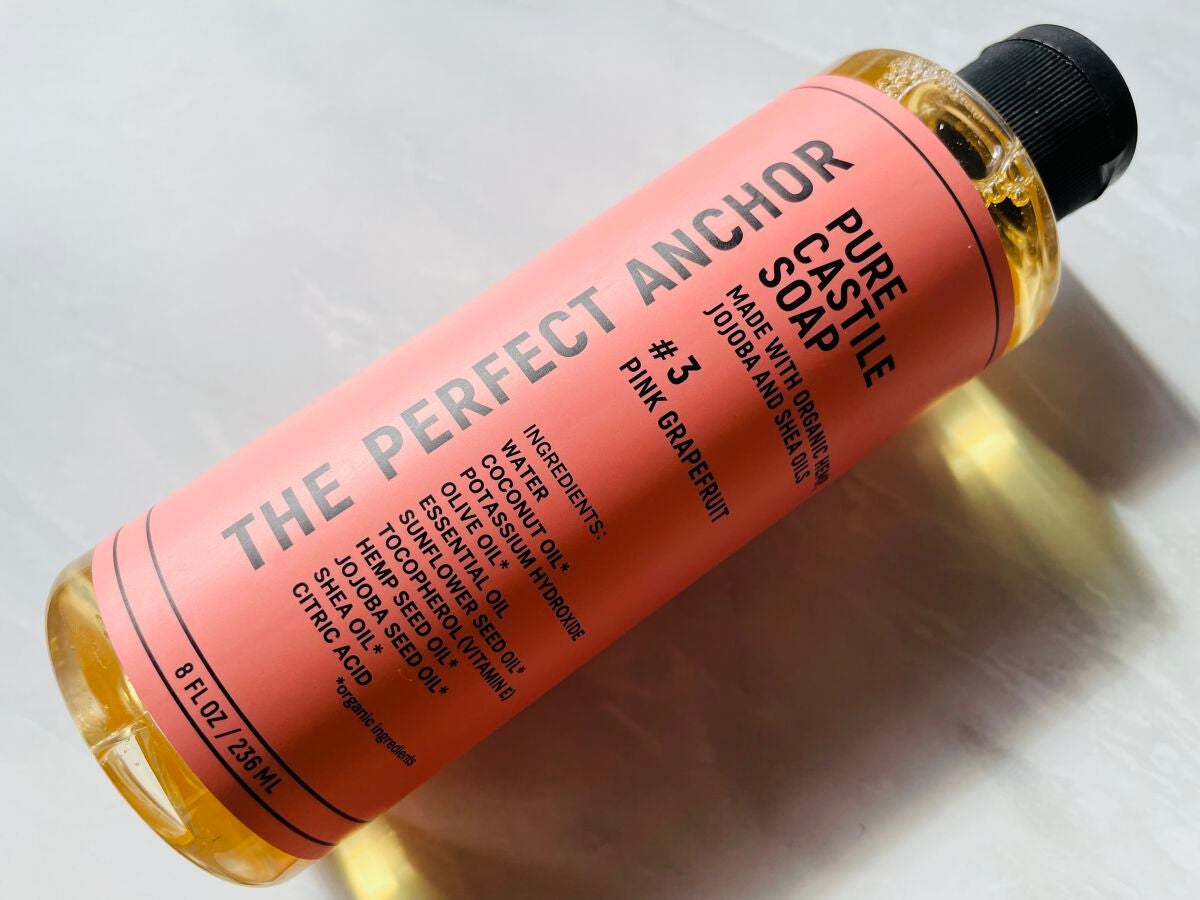 THE PERFECT ANCHOR
PURE
CASTILE
SOAP
MADE WITH ORGANIC HEMP,
JOJOBA AND SHEA OILS
#3
PINK GRAPEFRUIT
INGREDIENTS:
WATER
COCONUT OIL*
POTASSIUM HYDROXIDE
OLIVE OIL*
ESSENTIAL OIL
SUNFLOWER SEED OIL*
TOCOPHEROL (VITAMIN E)
HEMP SEED OIL*
JOJOBA SEED OIL*
SHEA OIL*
CITRIC ACID
*organic ingredients
8 FL OZ / 236 ML